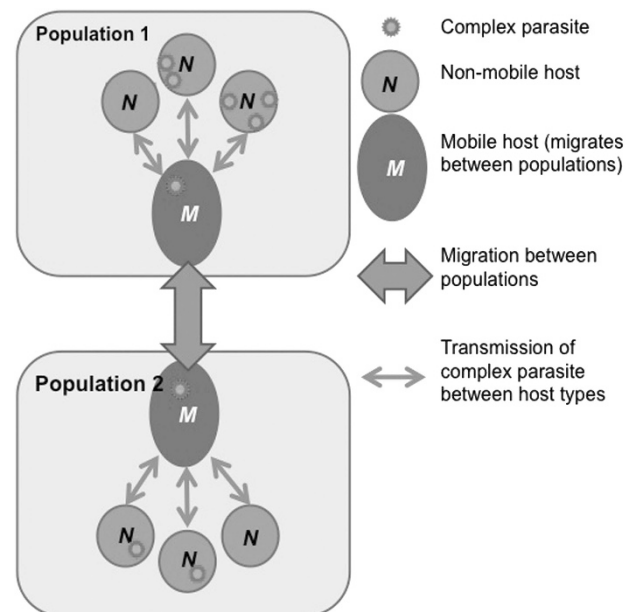 Population 1
N
N
N
M
Population 2
M
N
N
N
Complex parasite
N
Non-mobile host
M
Mobile host (migrates
between populations)
Migration between
populations
Transmission of
complex parasite
between host types